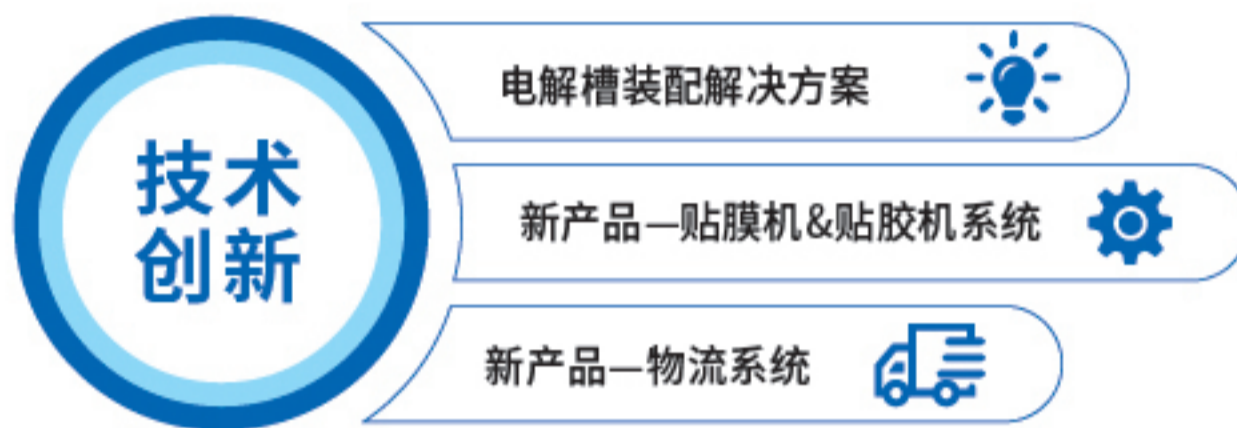 技术
创新
电解槽装配解决方案
新产品—贴膜机&贴胶机系统
新产品—物流系统